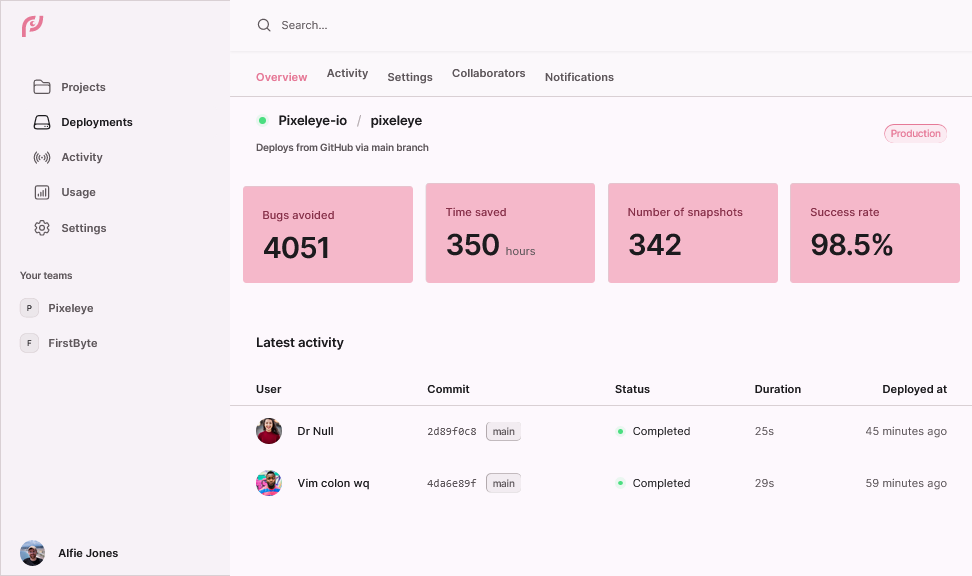 Search...
Projects
Deployments
Activity
Usage
Settings
Your teams
P Pixeleye
F FirstByte
Alfie Jones
Overview Activity Settings Collaborators Notifications
Pixeleye-io / pixeleye
Deploys from GitHub via main branch
Production
Bugs avoided
4051
Time saved
350 hours
Number of snapshots
342
Success rate
98.5%
Latest activity
User Commit Status Duration Deployed at
Dr Null 2d89f0c8 main Completed 25s 45 minutes ago
Vim colon wq 4da6e89f main Completed 29s 59 minutes ago